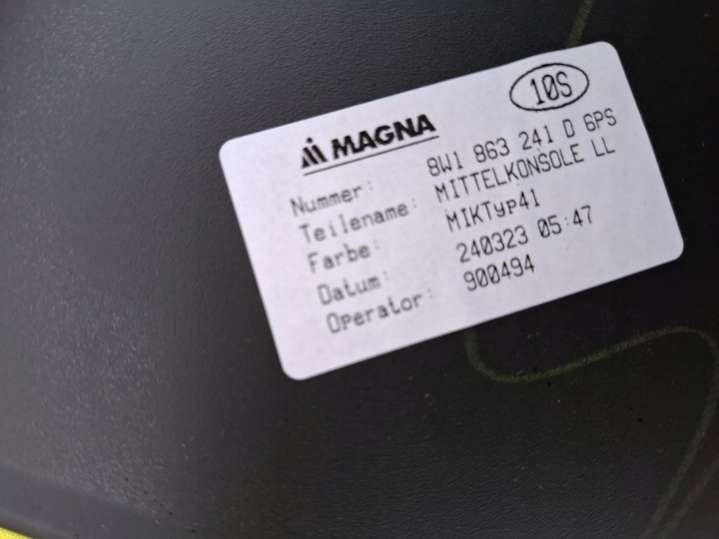 10S
MAGNA
Nummer: 8W1 863 241 D 6PS
Teilename: MITTELKONSOLE LL
Farbe: MIKTyp41
Datum: 240323 05:47
Operator: 900494